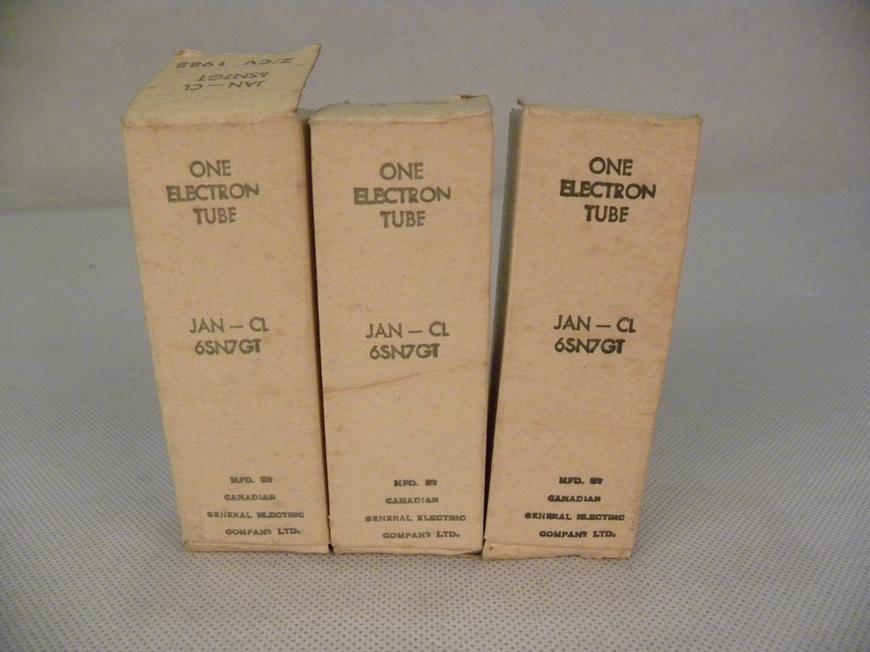 JAN — CL
6SN7GT
Z/CV 1988
ONE
ELECTRON
TUBE
JAN — CL
6SN7GT
MFD. BY
CANADIAN
GENERAL ELECTRIC
COMPANY LTD.
ONE
ELECTRON
TUBE
JAN — CL
6SN7GT
MFD. BY
CANADIAN
GENERAL ELECTRIC
COMPANY LTD.
ONE
ELECTRON
TUBE
JAN — CL
6SN7GT
MFD. BY
CANADIAN
GENERAL ELECTRIC
COMPANY LTD.